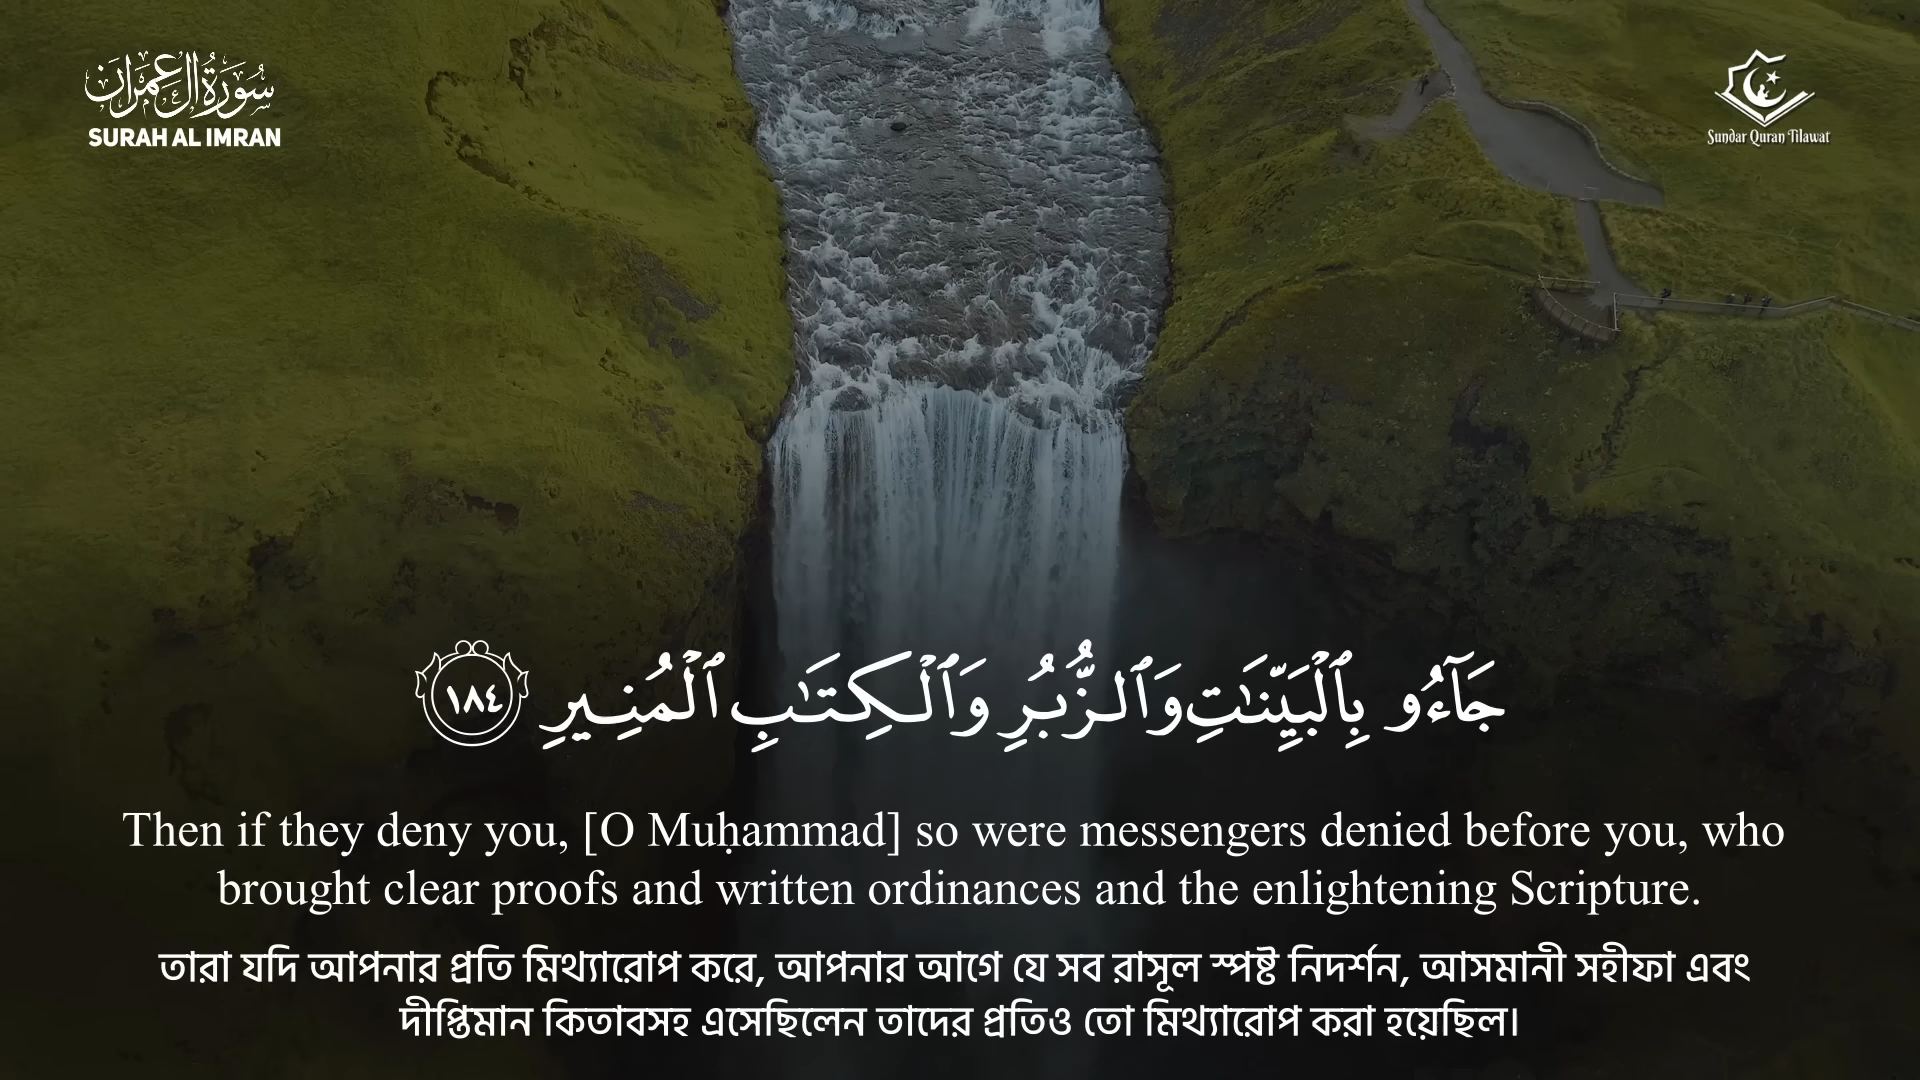 سُورَةُ آل عِمْرَان
SURAH AL IMRAN
Sundar Quran Tilawat
جَآءُو بِٱلْبَيِّنَـٰتِ وَٱلزُّبُرِ وَٱلْكِتَـٰبِ ٱلْمُنِيرِ ١٨٤
Then if they deny you, [O Muḥammad] so were messengers denied before you, who
brought clear proofs and written ordinances and the enlightening Scripture.
তারা যদি আপনার প্রতি মিথ্যারোপ করে, আপনার আগে যে সব রাসূল স্পষ্ট নিদর্শন, আসমানী সহীফা এবং
দীপ্তিমান কিতাবসহ এসেছিলেন তাদের প্রতিও তো মিথ্যারোপ করা হয়েছিল।